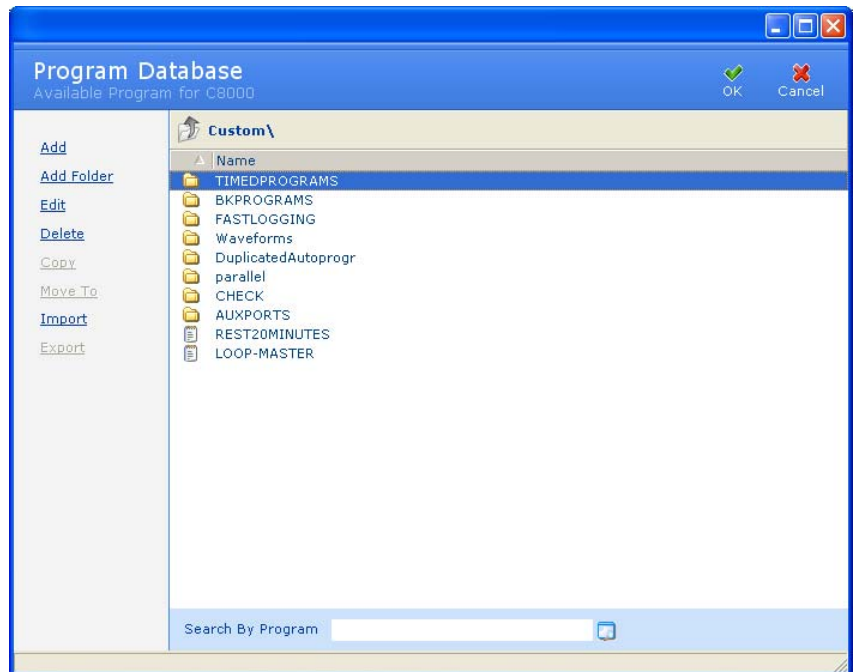 Program Database
Available Program for C8000
OK
Cancel
Add
Add Folder
Edit
Delete
Copy
Move To
Import
Export
Custom\
Name
TIMEDPROGRAMS
BKPROGRAMS
FASTLOGGING
Waveforms
DuplicatedAutoprogr
parallel
CHECK
AUXPORTS
REST20MINUTES
LOOP-MASTER
Search By Program